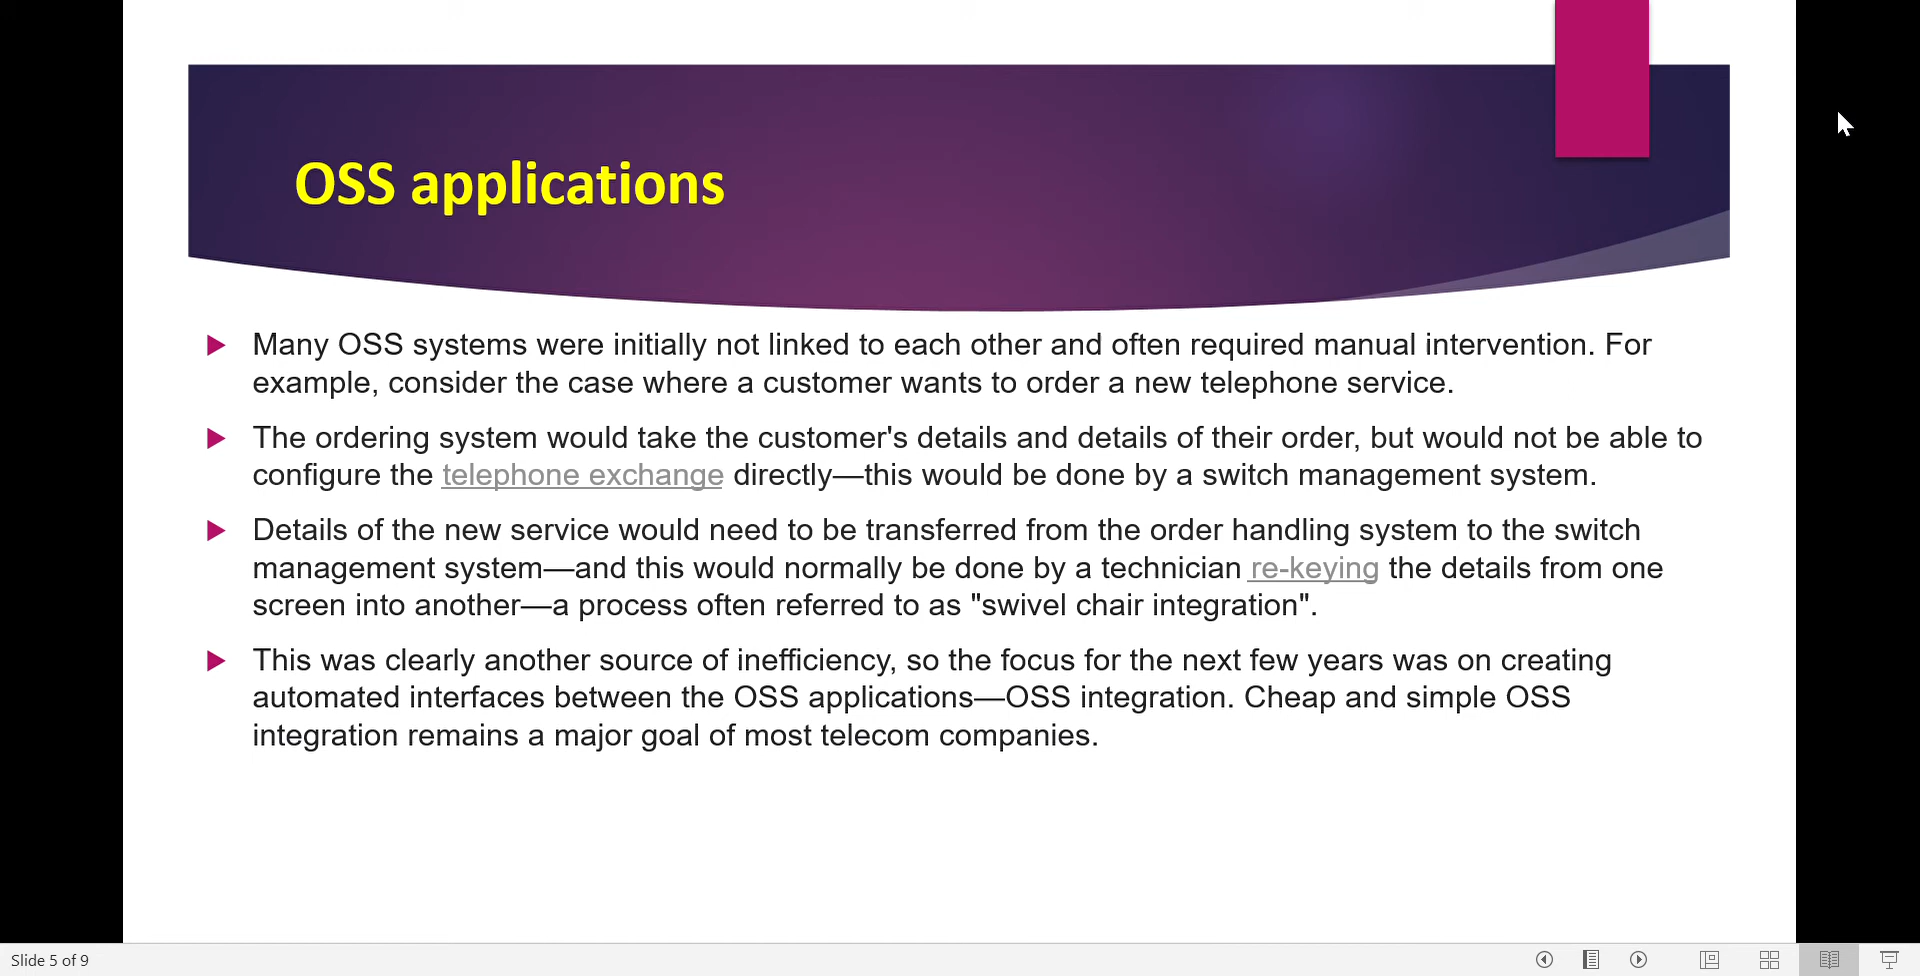 OSS applications
Many OSS systems were initially not linked to each other and often required manual intervention. For
example, consider the case where a customer wants to order a new telephone service.
The ordering system would take the customer's details and details of their order, but would not be able to
configure the telephone exchange directly—this would be done by a switch management system.
Details of the new service would need to be transferred from the order handling system to the switch
management system—and this would normally be done by a technician re-keying the details from one
screen into another—a process often referred to as "swivel chair integration".
This was clearly another source of inefficiency, so the focus for the next few years was on creating
automated interfaces between the OSS applications—OSS integration. Cheap and simple OSS
integration remains a major goal of most telecom companies.
Slide 5 of 9